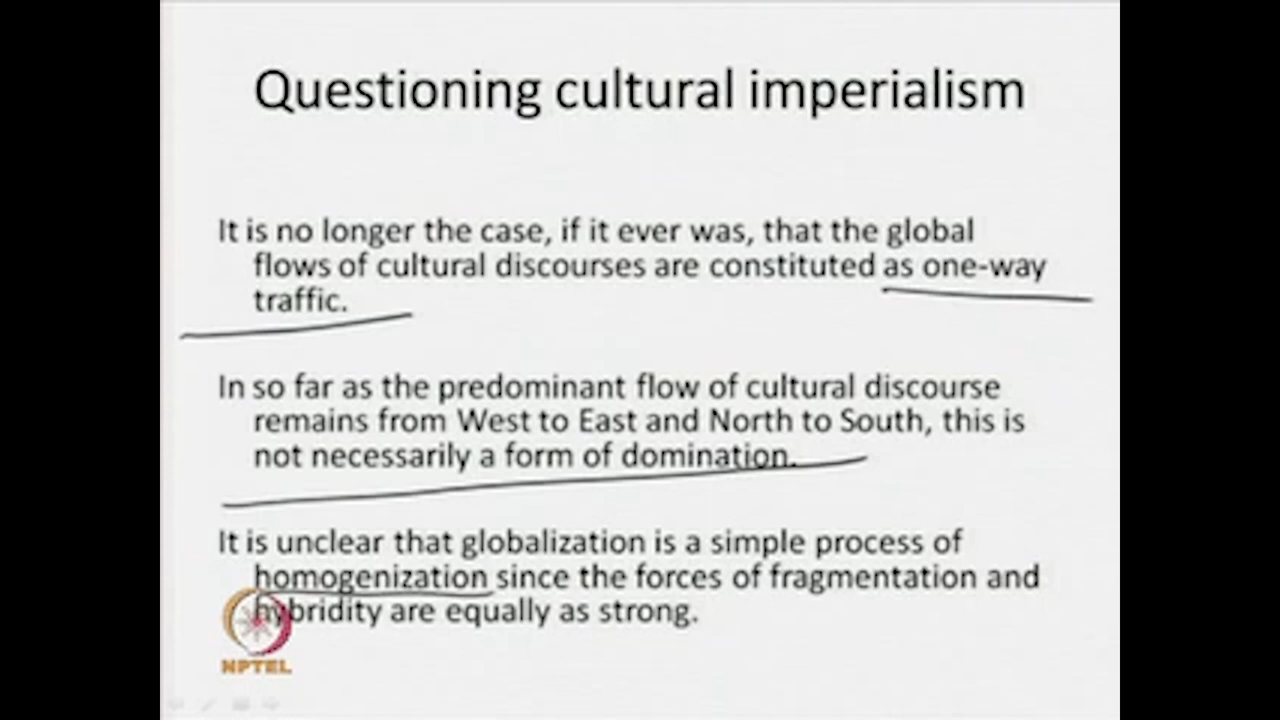 Questioning cultural imperialism
It is no longer the case, if it ever was, that the global
flows of cultural discourses are constituted as one-way
traffic.
In so far as the predominant flow of cultural discourse
remains from West to East and North to South, this is
not necessarily a form of domination.
It is unclear that globalization is a simple process of
homogenization since the forces of fragmentation and
hybridity are equally as strong.
NPTEL